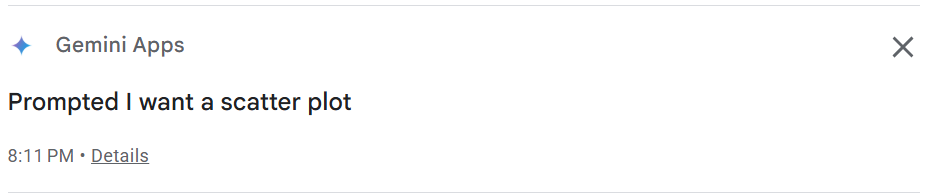 Gemini Apps
Prompted I want a scatter plot
8:11 PM • Details